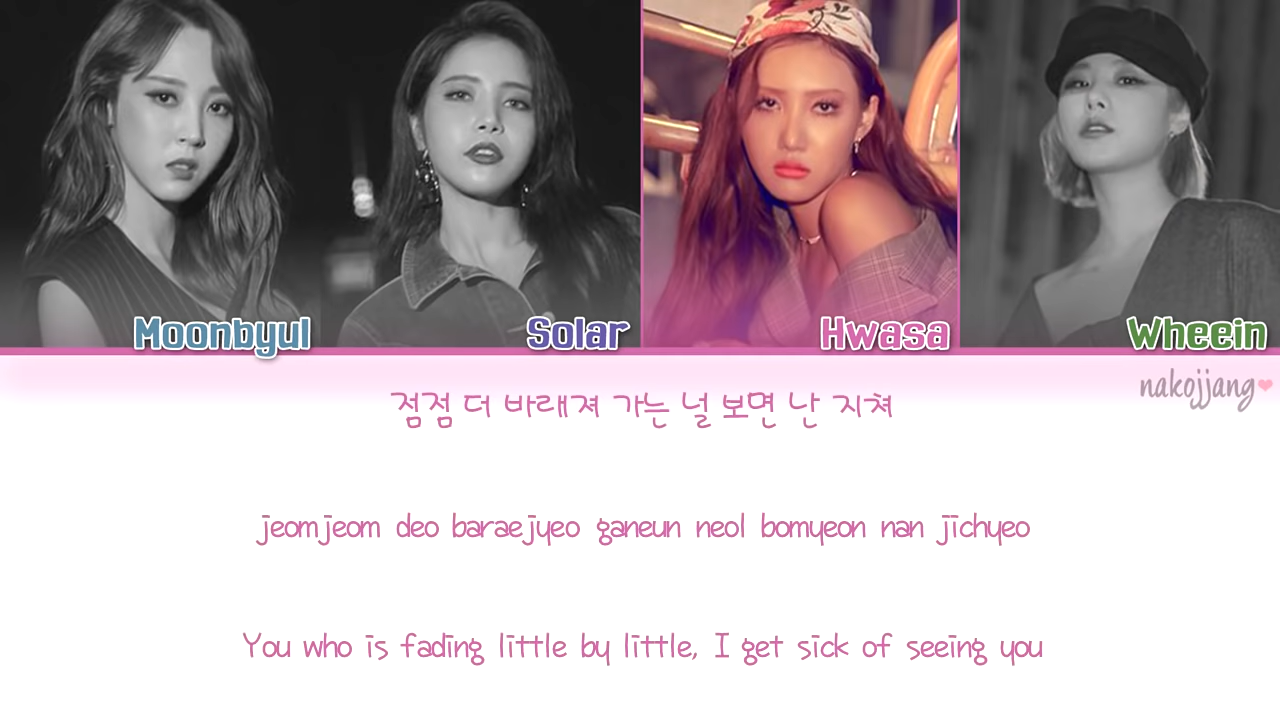 Moonbyul Solar Hwasa Wheein
nakojjang
점점 더 바래져 가는 널 보면 난 지쳐
jeomjeom deo baraejyeo ganeun neol bomyeon nan jichyeo
You who is fading little by little, I get sick of seeing you